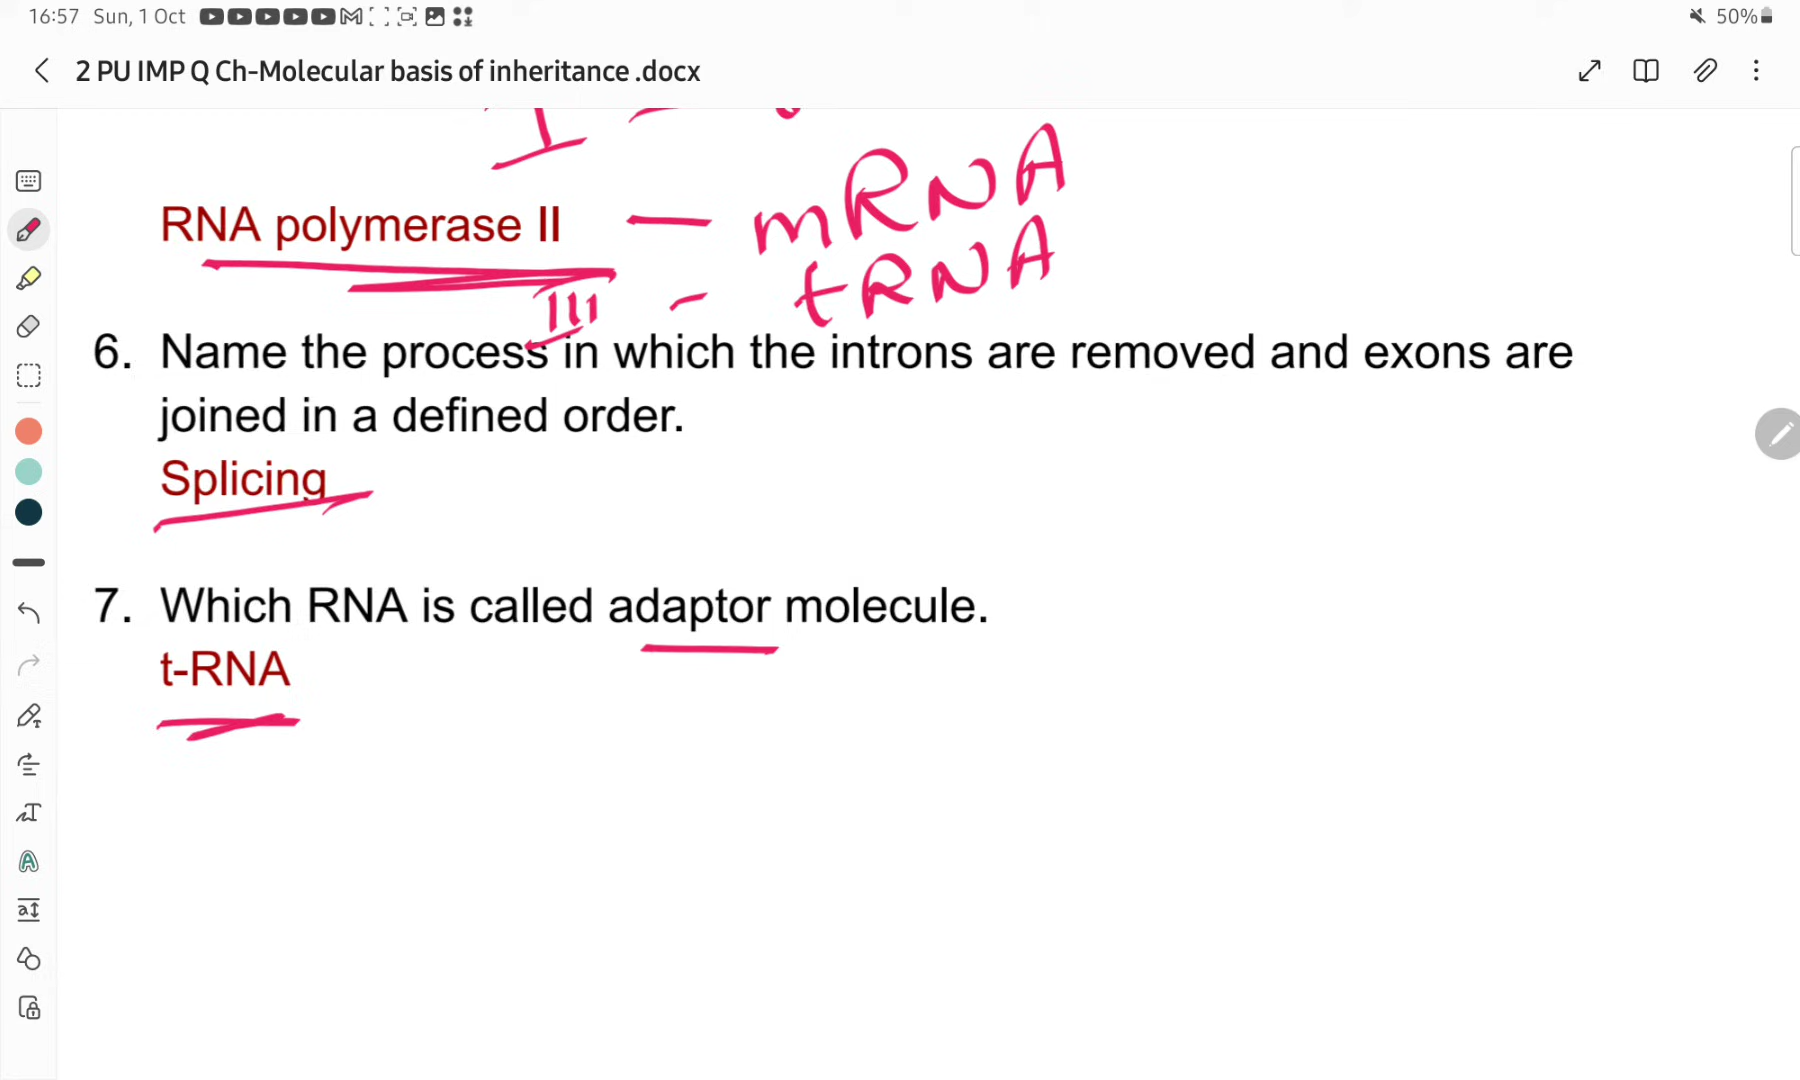 16:57 Sun, 1 Oct
50%
2 PU IMP Q Ch-Molecular basis of inheritance .docx
I –
RNA polymerase II — mRNA
III - tRNA
6. Name the process in which the introns are removed and exons are
joined in a defined order.
Splicing
7. Which RNA is called adaptor molecule.
t-RNA